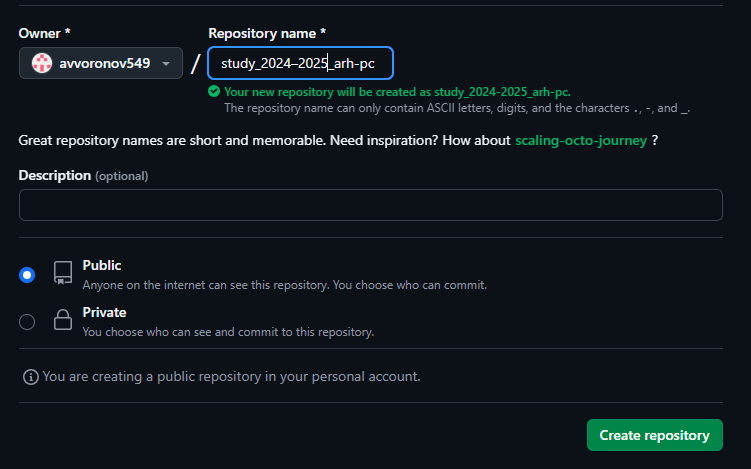 Owner * Repository name *
avvoronov549 / study_2024–2025_arh-pc
Your new repository will be created as study_2024-2025_arh-pc.
The repository name can only contain ASCII letters, digits, and the characters ., -, and _.
Great repository names are short and memorable. Need inspiration? How about scaling-octo-journey ?
Description (optional)
Public
Anyone on the internet can see this repository. You choose who can commit.
Private
You choose who can see and commit to this repository.
You are creating a public repository in your personal account.
Create repository